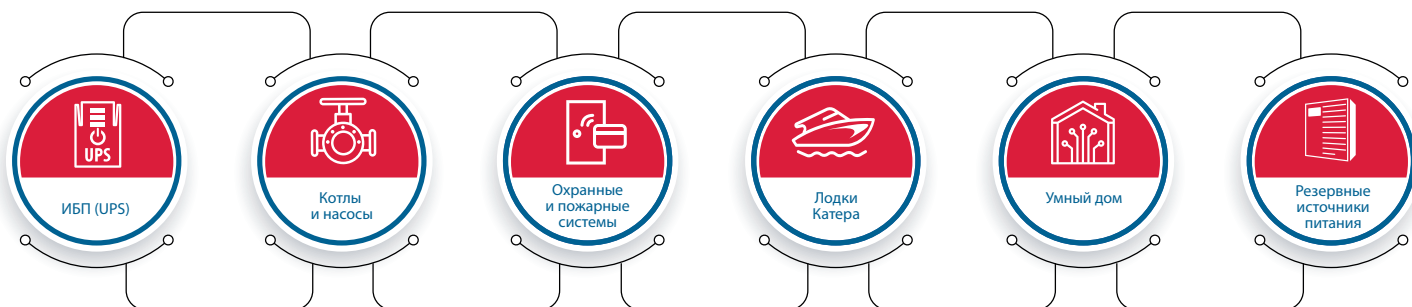 UPS
ИБП (UPS)
Котлы
и насосы
Охранные
и пожарные
системы
Лодки
Катера
Умный дом
Резервные
источники
питания